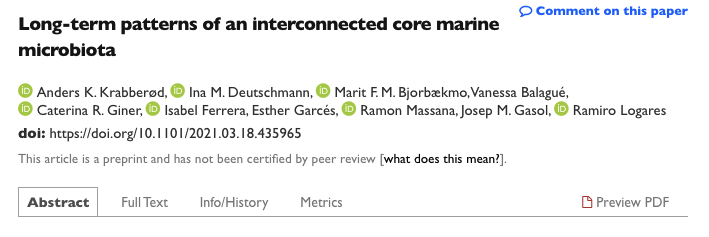 Long-term patterns of an interconnected core marine
microbiota
Comment on this paper
Anders K. Krabberød, Ina M. Deutschmann, Marit F. M. Bjorbækmo, Vanessa Balagué,
Caterina R. Giner, Isabel Ferrera, Esther Garcés, Ramon Massana, Josep M. Gasol, Ramiro Logares
doi: https://doi.org/10.1101/2021.03.18.435965
This article is a preprint and has not been certified by peer review [what does this mean?].
Abstract Full Text Info/History Metrics Preview PDF